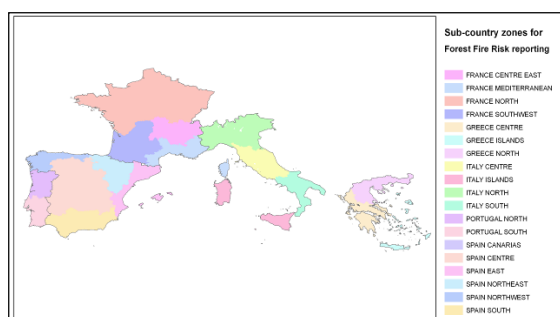 Sub-country zones for
Forest Fire Risk reporting
FRANCE CENTRE EAST
FRANCE MEDITERRANEAN
FRANCE NORTH
FRANCE SOUTHWEST
GREECE CENTRE
GREECE ISLANDS
GREECE NORTH
ITALY CENTRE
ITALY ISLANDS
ITALY NORTH
ITALY SOUTH
PORTUGAL NORTH
PORTUGAL SOUTH
SPAIN CANARIAS
SPAIN CENTRE
SPAIN EAST
SPAIN NORTHEAST
SPAIN NORTHWEST
SPAIN SOUTH